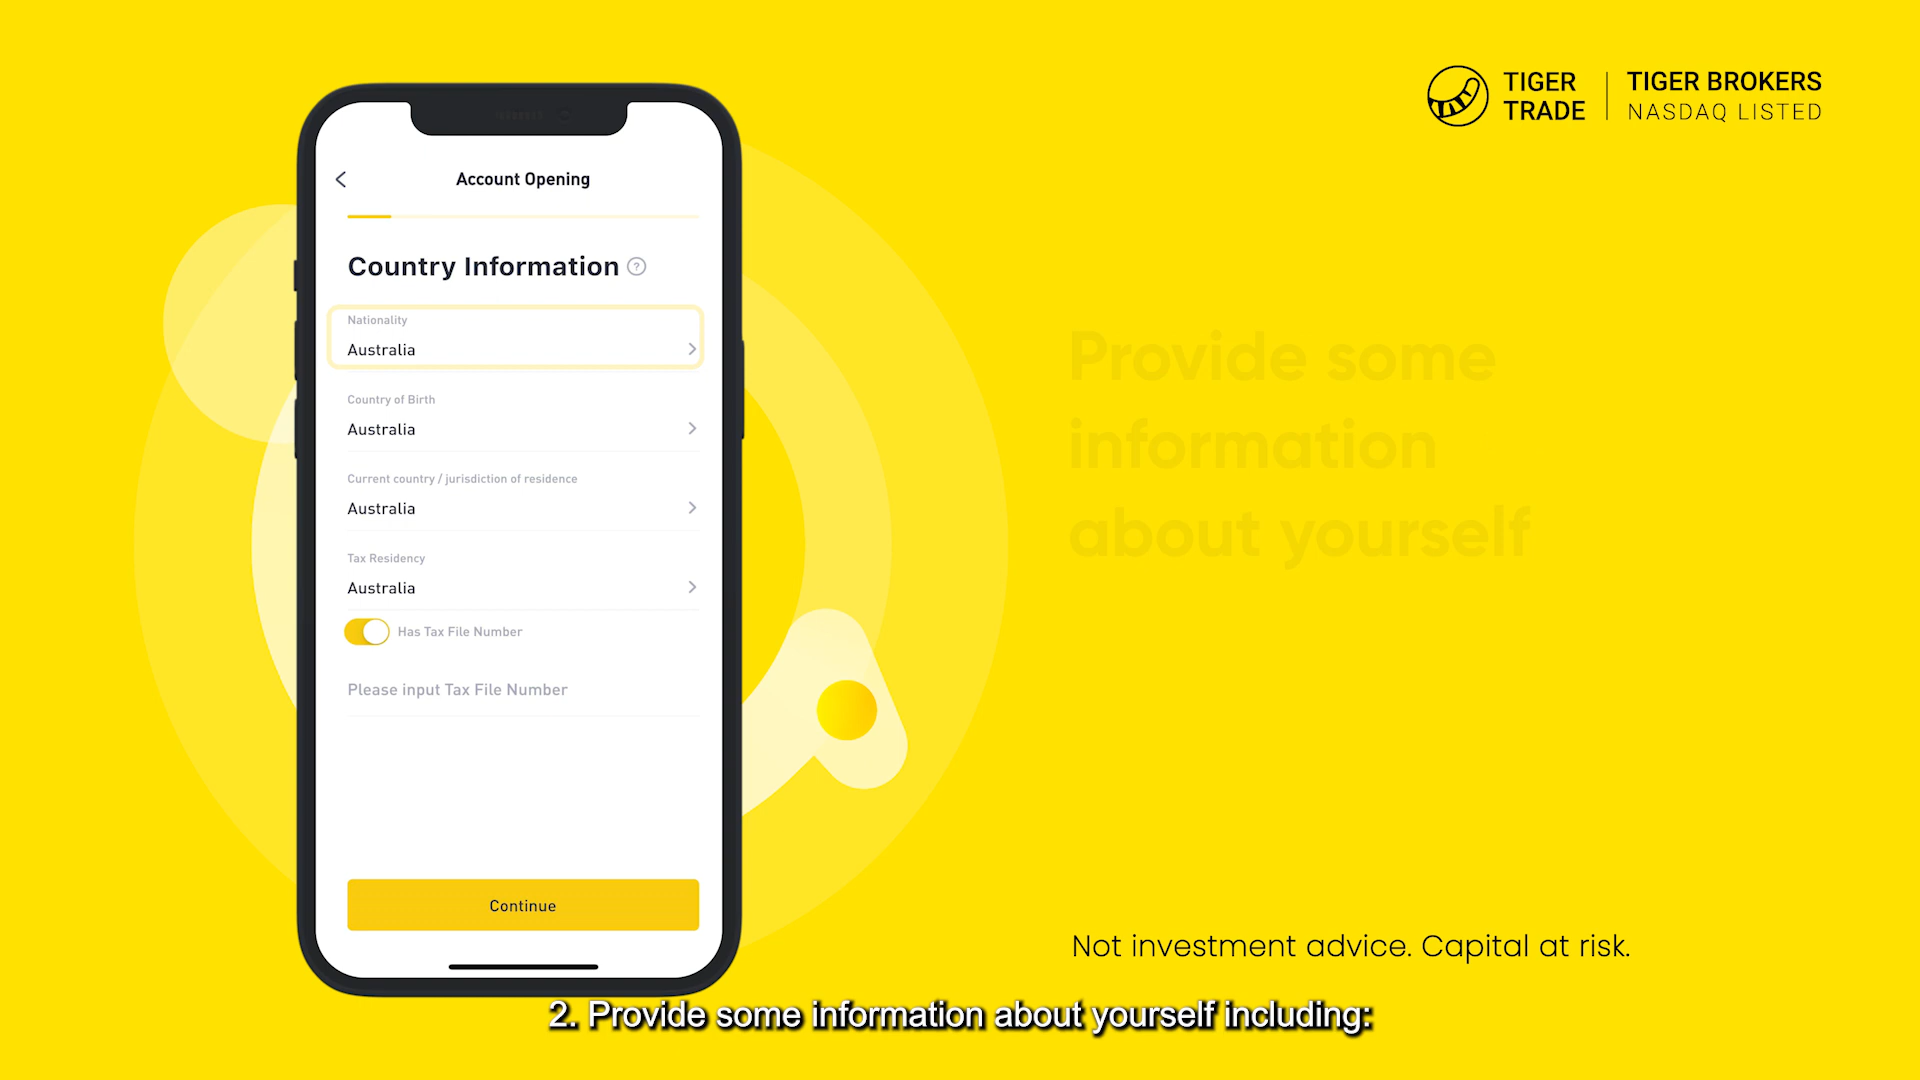 TIGER
TRADE
TIGER BROKERS
NASDAQ LISTED
Account Opening
Country Information ?
Nationality
Australia
Country of Birth
Australia
Current country / jurisdiction of residence
Australia
Tax Residency
Australia
Has Tax File Number
Please input Tax File Number
Continue
Provide some
information
about yourself
Not investment advice. Capital at risk.
2. Provide some information about yourself including: